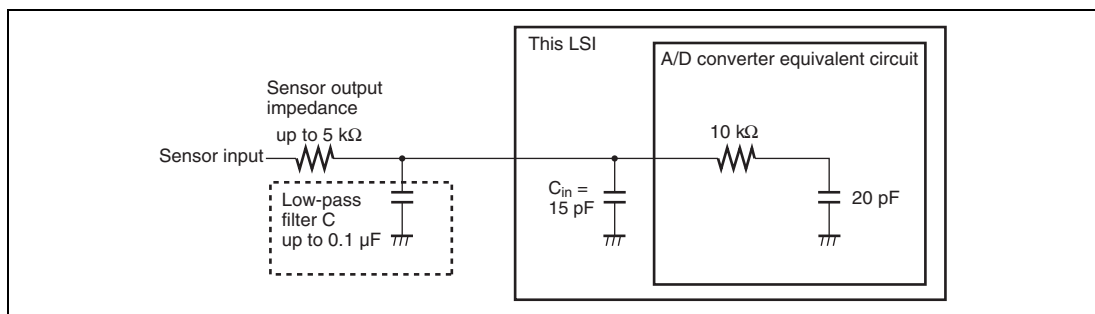 This LSI
A/D converter equivalent circuit
Sensor output
impedance
up to 5 kΩ
Sensor input
10 kΩ
Low-pass
filter C
up to 0.1 μF
Cin =
15 pF
20 pF